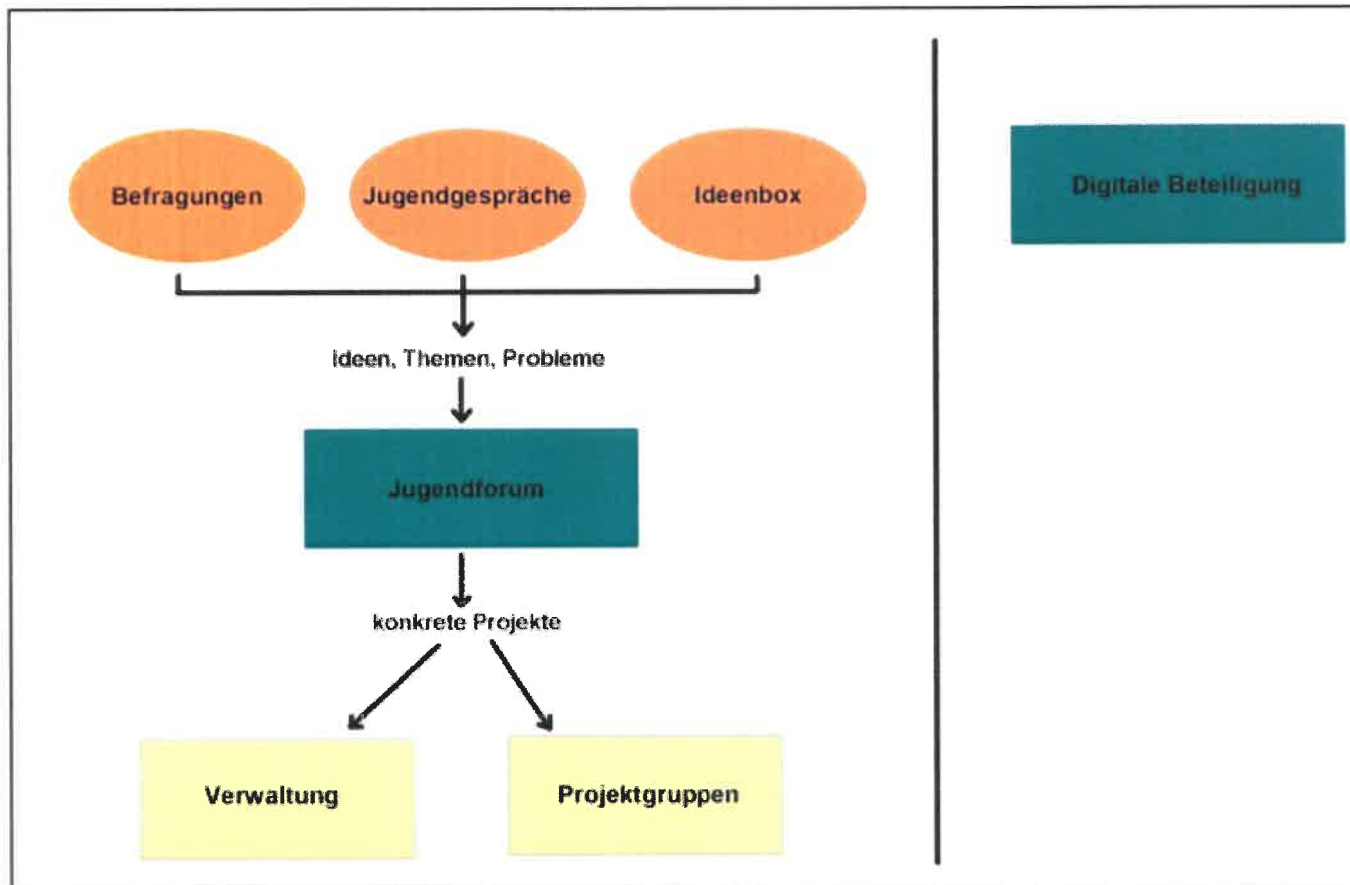 Befragungen
Jugendgespräche
Ideenbox
Digitale Beteiligung
Ideen, Themen, Probleme
Jugendforum
konkrete Projekte
Verwaltung
Projektgruppen